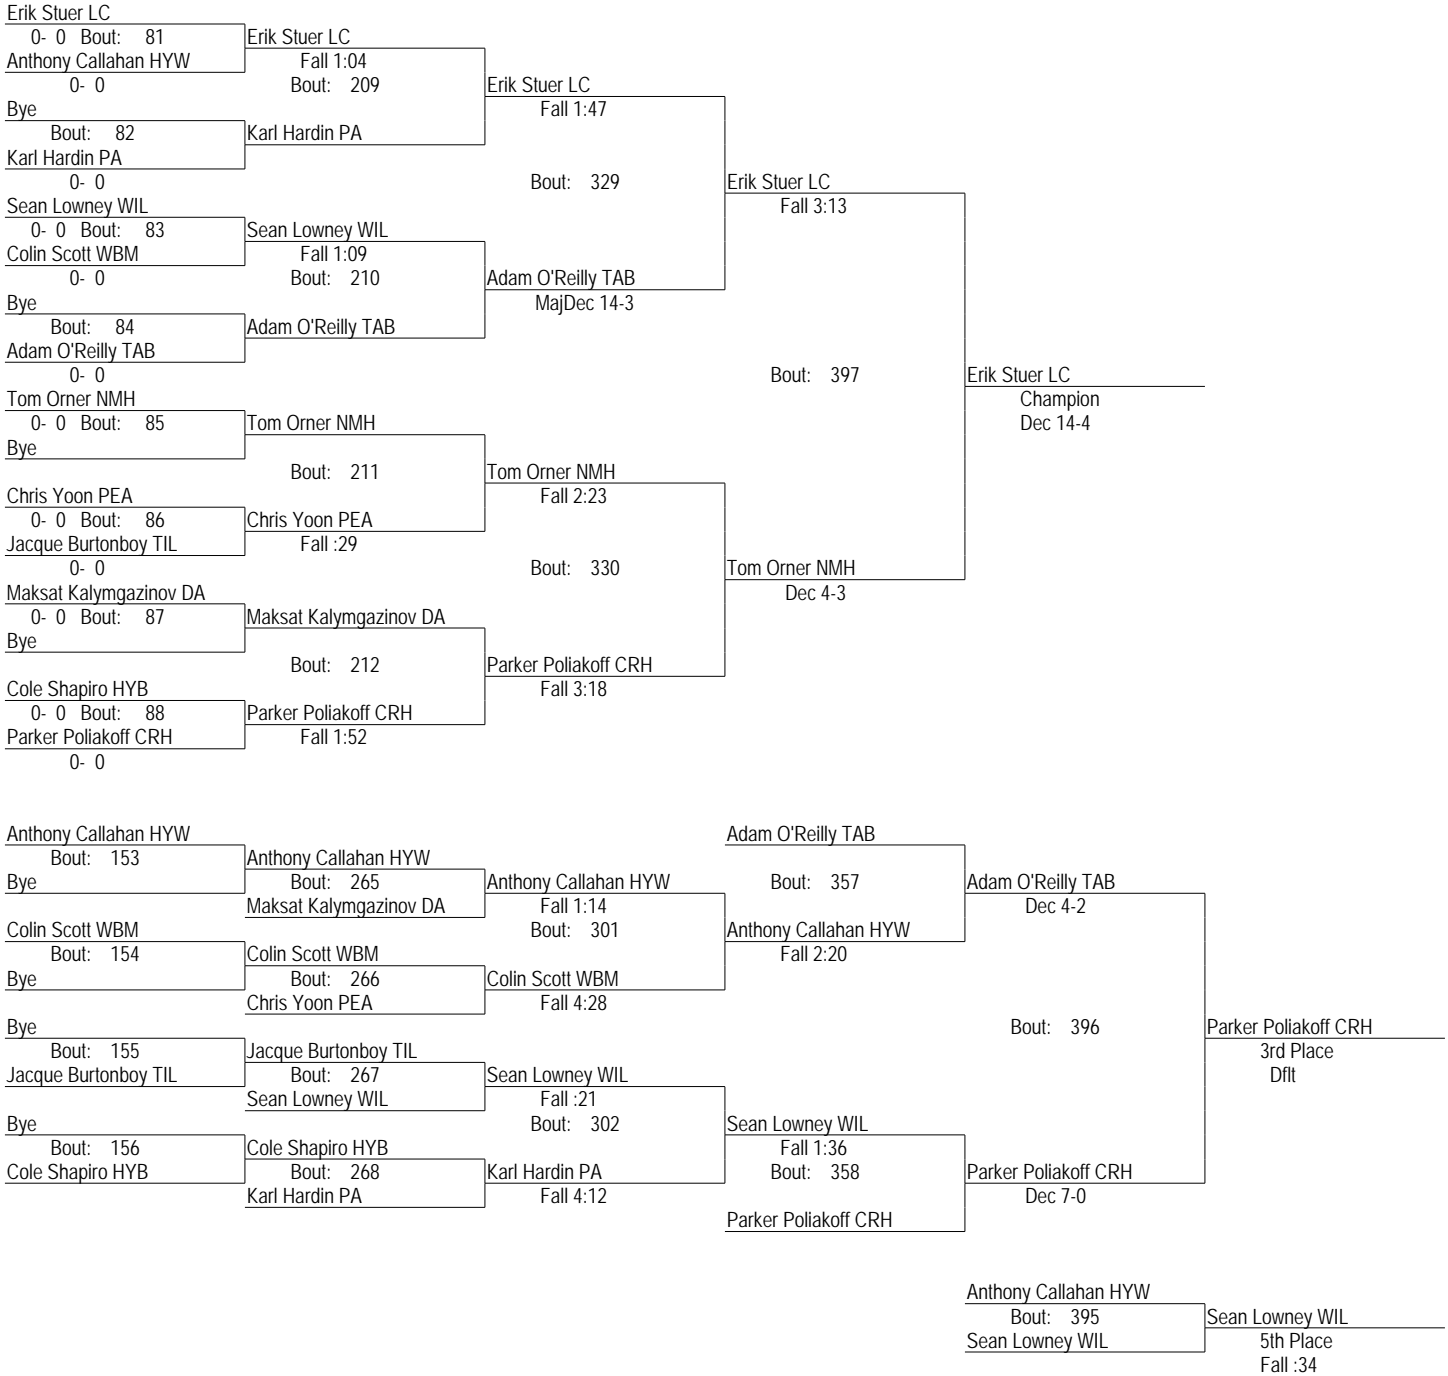 Erik Stuer LC
0- 0 Bout: 81 Erik Stuer LC
Anthony Callahan HYW Fall 1:04
0- 0 Bout: 209 Erik Stuer LC
Bye Fall 1:47
Bout: 82 Karl Hardin PA
Karl Hardin PA
0- 0 Bout: 329 Erik Stuer LC
Sean Lowney WIL Fall 3:13
0- 0 Bout: 83 Sean Lowney WIL
Colin Scott WBM Fall 1:09
0- 0 Bout: 210 Adam O'Reilly TAB
Bye MajDec 14-3
Bout: 84 Adam O'Reilly TAB
Adam O'Reilly TAB
0- 0 Bout: 397 Erik Stuer LC
Tom Orner NMH Champion
0- 0 Bout: 85 Tom Orner NMH Dec 14-4
Bye
Bout: 211 Tom Orner NMH
Chris Yoon PEA Fall 2:23
0- 0 Bout: 86 Chris Yoon PEA
Jacque Burtonboy TIL Fall :29
0- 0 Bout: 330 Tom Orner NMH
Maksat Kalymgazinov DA Dec 4-3
0- 0 Bout: 87 Maksat Kalymgazinov DA
Bye
Bout: 212 Parker Poliakoff CRH
Cole Shapiro HYB Fall 3:18
0- 0 Bout: 88 Parker Poliakoff CRH
Parker Poliakoff CRH Fall 1:52
0- 0
Anthony Callahan HYW Adam O'Reilly TAB
Bout: 153 Anthony Callahan HYW
Bye Bout: 265 Anthony Callahan HYW Bout: 357 Adam O'Reilly TAB
Maksat Kalymgazinov DA Fall 1:14 Dec 4-2
Colin Scott WBM Bout: 301 Anthony Callahan HYW
Bout: 154 Colin Scott WBM Fall 2:20
Bye Bout: 266 Colin Scott WBM
Chris Yoon PEA Fall 4:28
Bye Bout: 396 Parker Poliakoff CRH
Bout: 155 Jacque Burtonboy TIL 3rd Place
Jacque Burtonboy TIL Bout: 267 Sean Lowney WIL Dflt
Sean Lowney WIL Fall :21
Bye Bout: 302 Sean Lowney WIL
Bout: 156 Cole Shapiro HYB Fall 1:36
Cole Shapiro HYB Bout: 268 Karl Hardin PA Bout: 358 Parker Poliakoff CRH
Karl Hardin PA Fall 4:12 Dec 7-0
Parker Poliakoff CRH
Anthony Callahan HYW
Bout: 395 Sean Lowney WIL
Sean Lowney WIL 5th Place
Fall :34